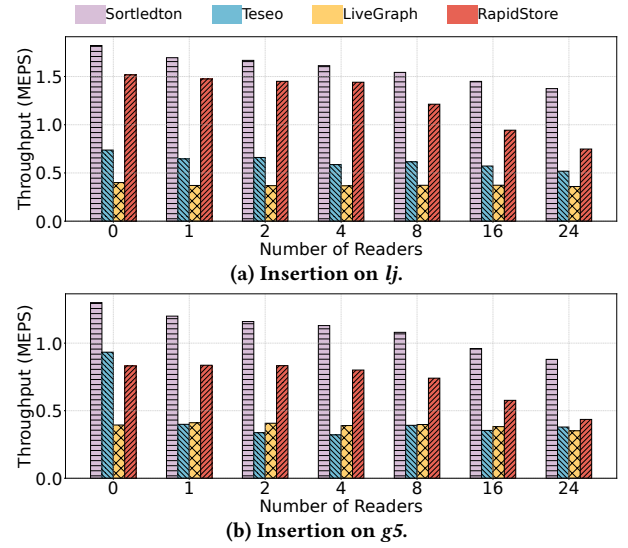 Sortledton Teseo LiveGraph RapidStore
Throughput (MEPS)
1.5
1.0
0.5
0.0
0 1 2 4 8 16 24
Number of Readers
(a) Insertion on lj.
Throughput (MEPS)
1.0
0.5
0.0
0 1 2 4 8 16 24
Number of Readers
(b) Insertion on g5.